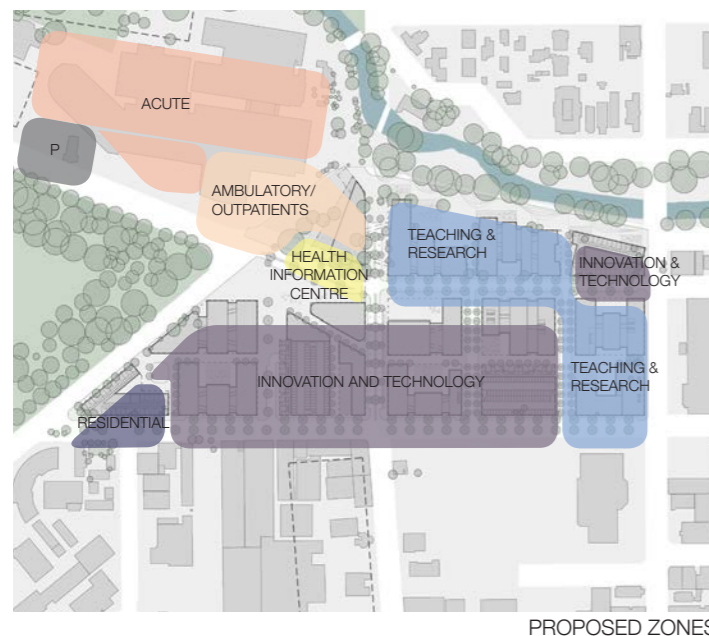 ACUTE
P
AMBULATORY/
OUTPATIENTS
TEACHING &
RESEARCH
HEALTH
INFORMATION
CENTRE
INNOVATION &
TECHNOLOGY
INNOVATION AND TECHNOLOGY
TEACHING &
RESEARCH
RESIDENTIAL
PROPOSED ZONES